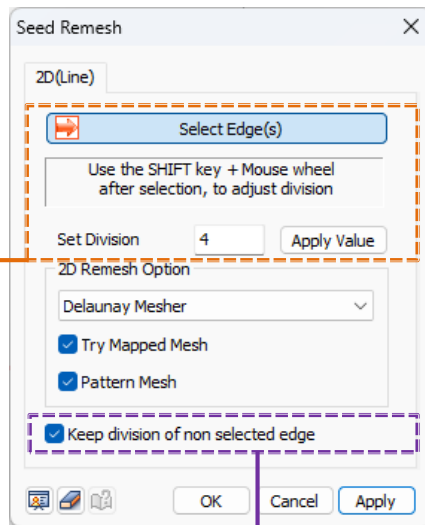 Seed Remesh
2D(Line)
Select Edge(s)
Use the SHIFT key + Mouse wheel
after selection, to adjust division
Set Division 4 Apply Value
2D Remesh Option
Delaunay Mesher
Try Mapped Mesh
Pattern Mesh
Keep division of non selected edge
OK Cancel Apply